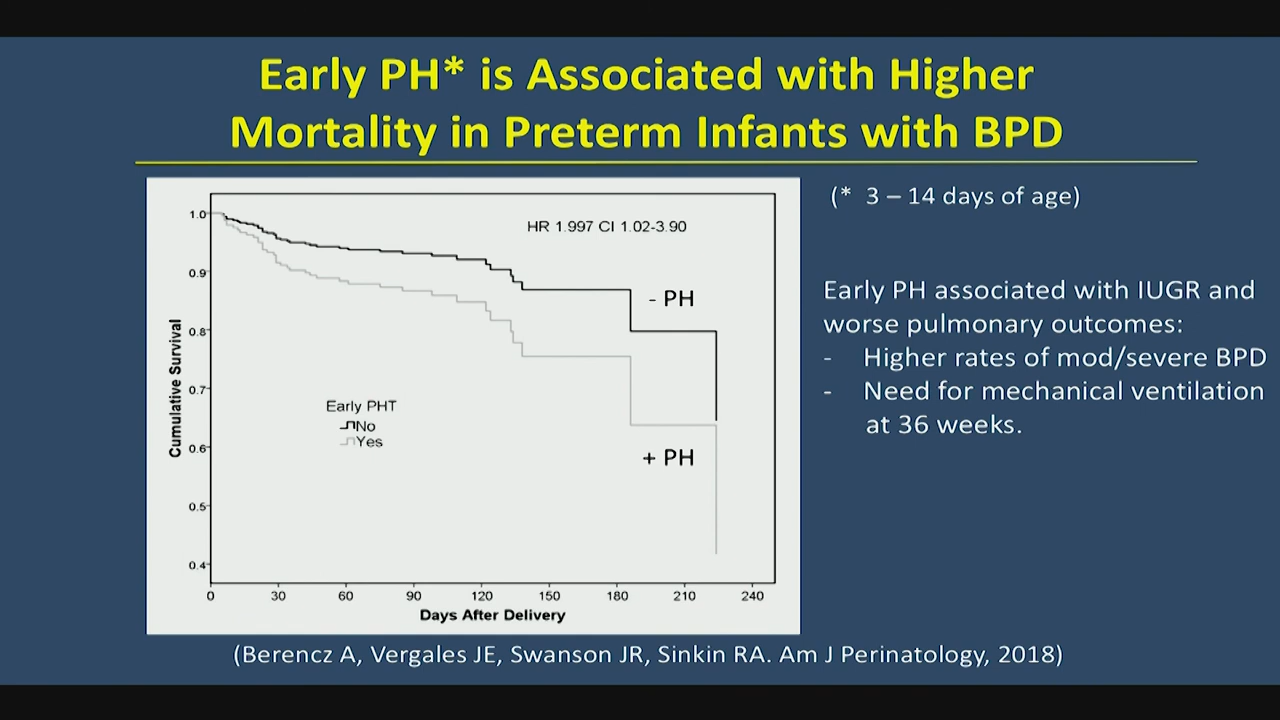 Early PH* is Associated with Higher
Mortality in Preterm Infants with BPD
(* 3 – 14 days of age)
HR 1.997 CI 1.02-3.90
- PH
+ PH
Early PHT
No
Yes
Cumulative Survival
1.0
0.9
0.8
0.7
0.6
0.5
0.4
0 30 60 90 120 150 180 210 240
Days After Delivery
Early PH associated with IUGR and
worse pulmonary outcomes:
- Higher rates of mod/severe BPD
- Need for mechanical ventilation
at 36 weeks.
(Berencz A, Vergales JE, Swanson JR, Sinkin RA. Am J Perinatology, 2018)